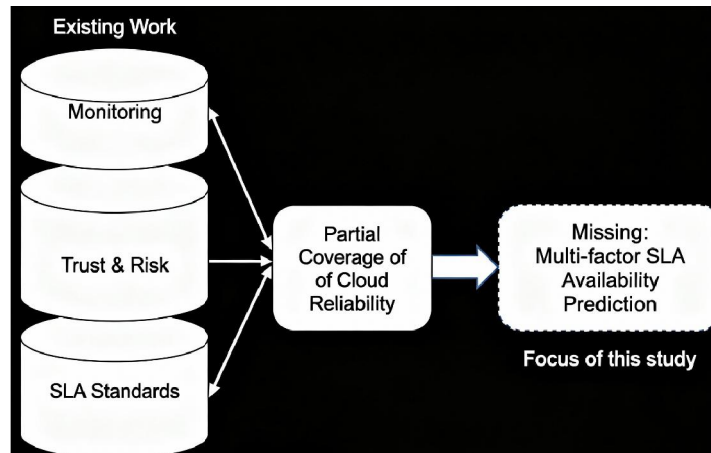 Existing Work
Monitoring
Trust & Risk
SLA Standards
Partial
Coverage of
of Cloud
Reliability
Missing:
Multi-factor SLA
Availability
Prediction
Focus of this study